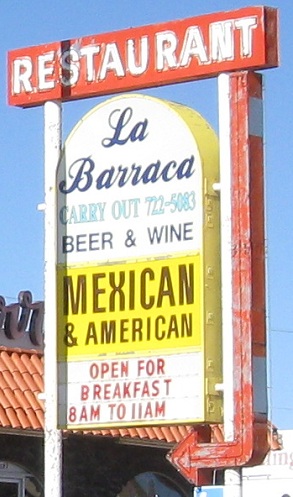 RESTAURANT
La
Barraca
CARRY OUT 722-5083
BEER & WINE
MEXICAN
& AMERICAN
OPEN FOR
BREAKFAST
8AM TO 11AM